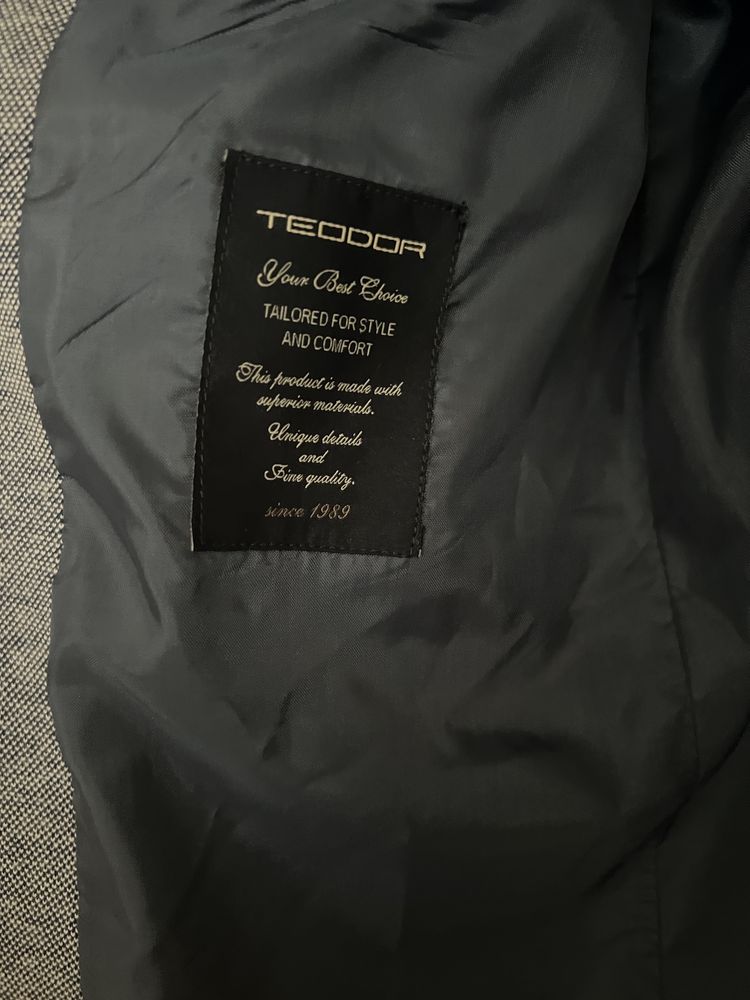 TEODOR
Your Best Choice
TAILORED FOR STYLE
AND COMFORT
This product is made with
superior materials.
Unique details
and
Fine quality.
since 1989